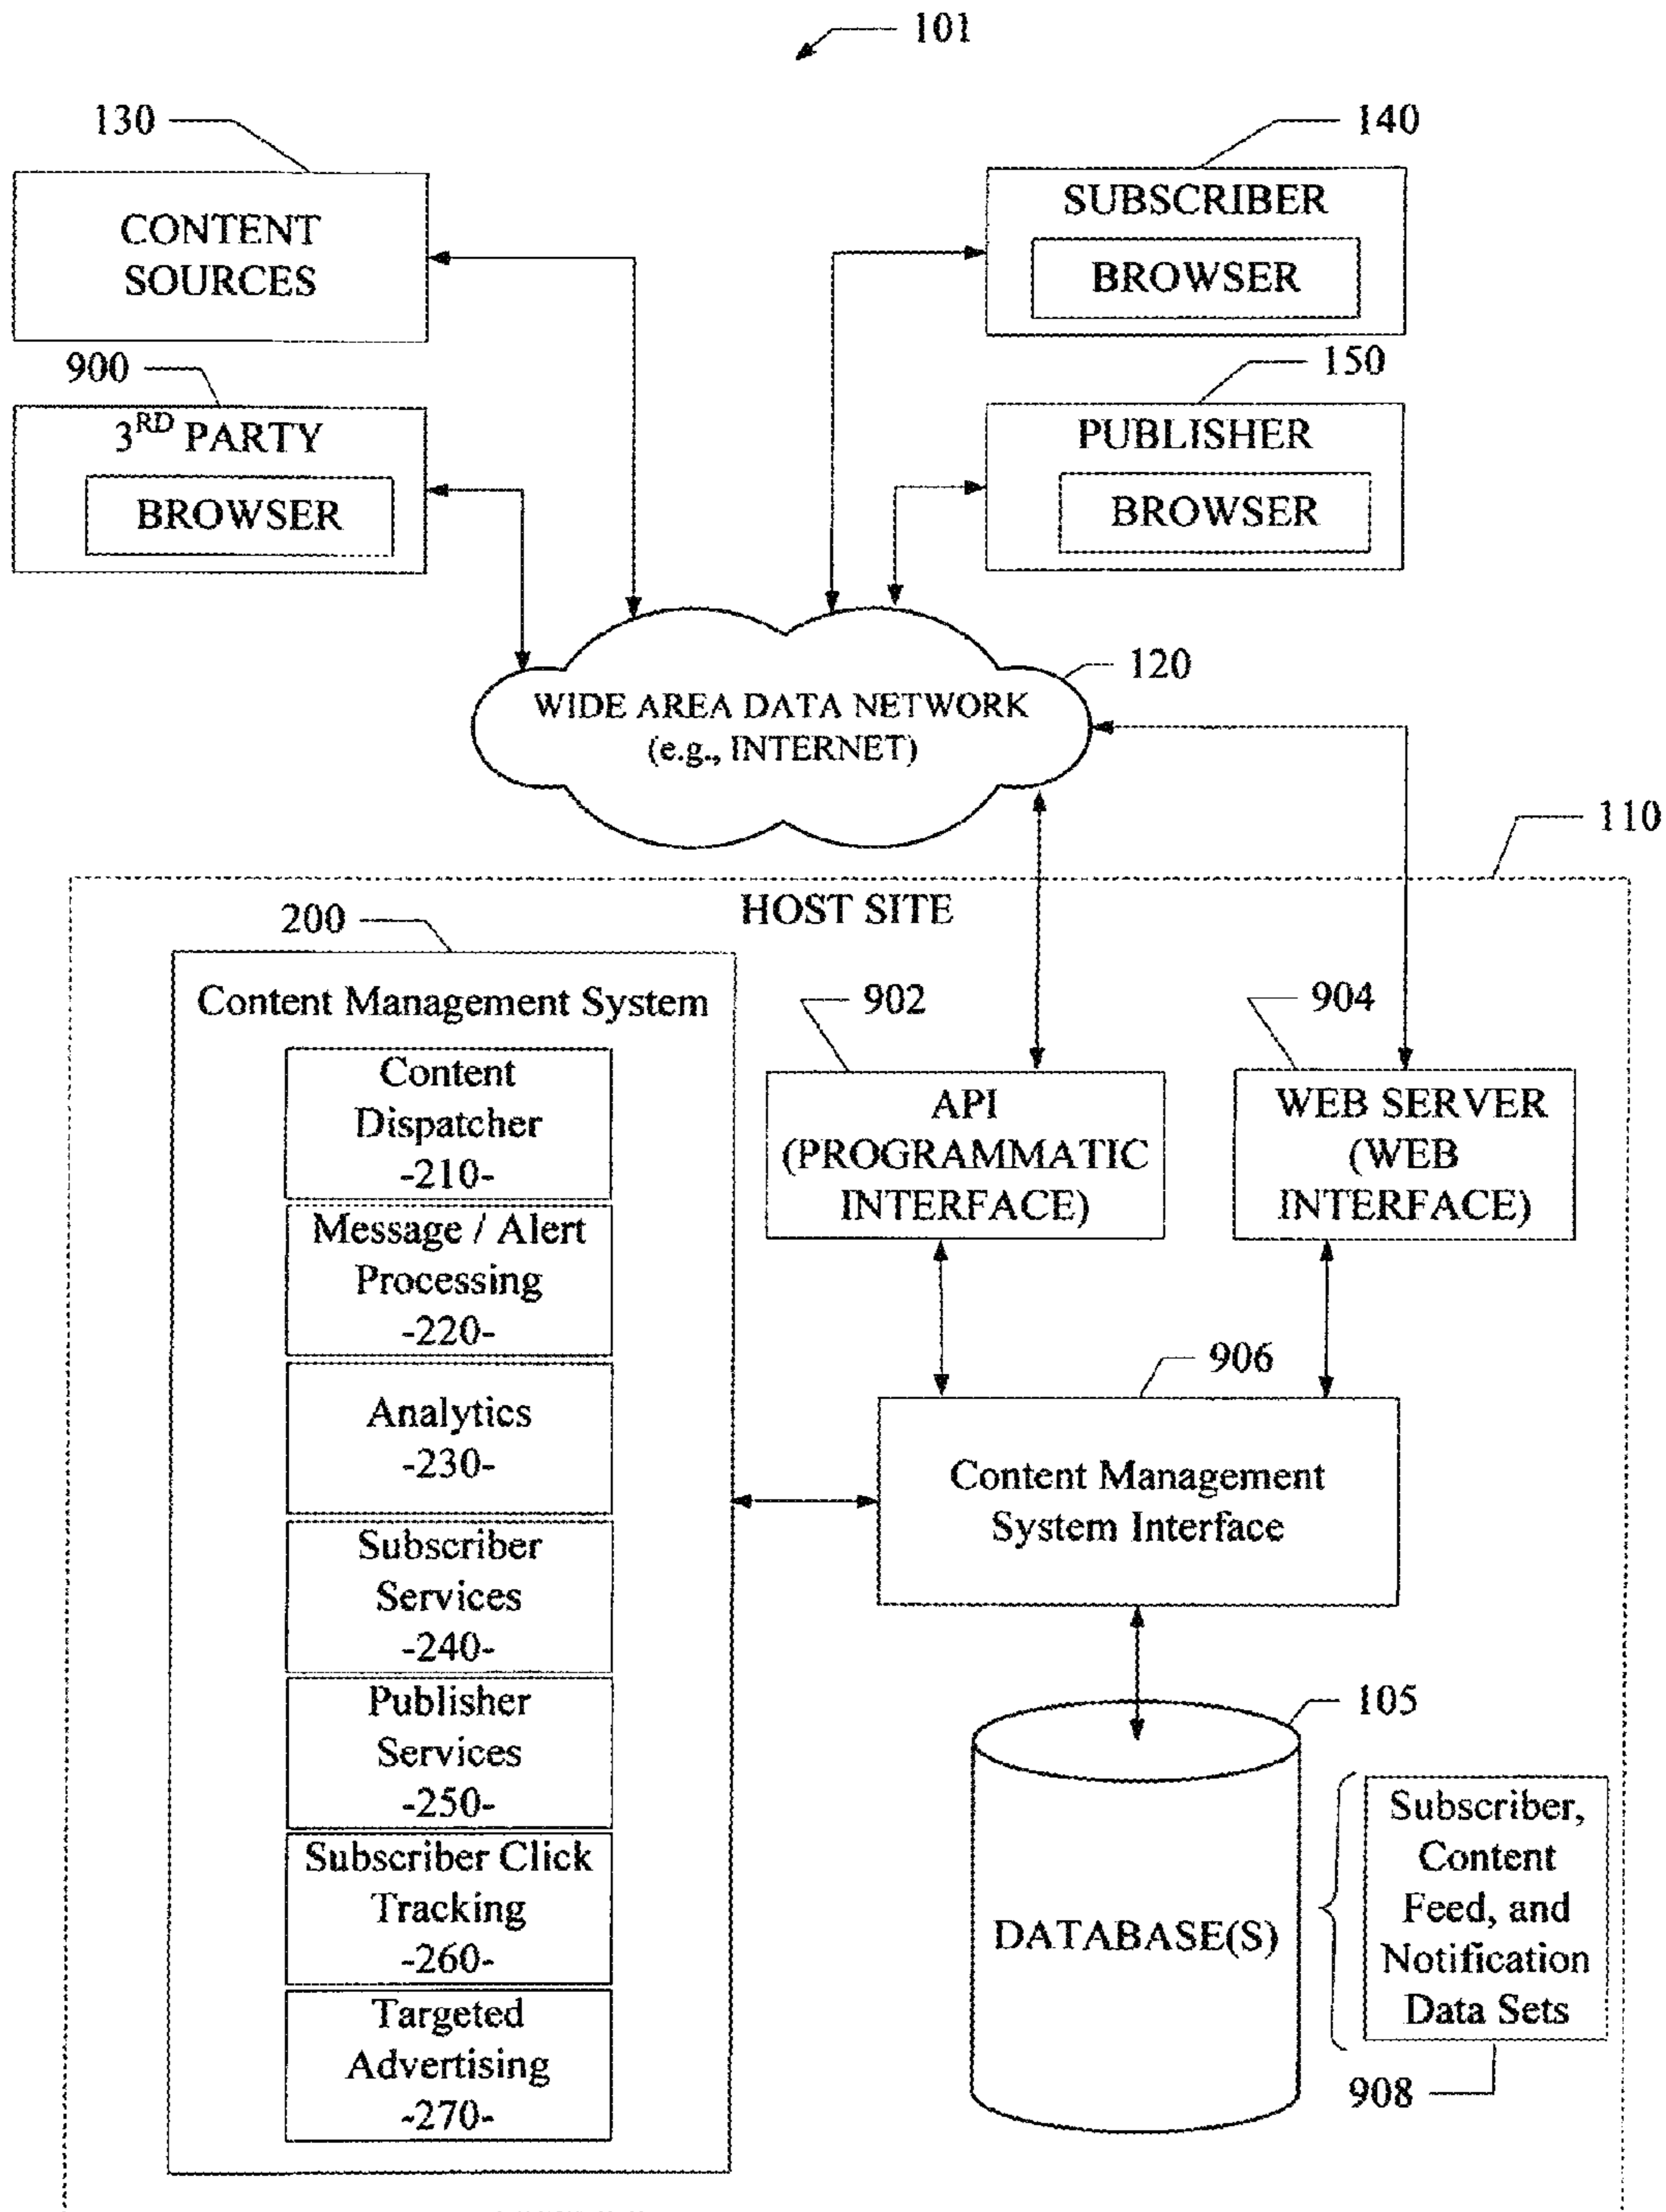 101
130
140
CONTENT
SOURCES
SUBSCRIBER
BROWSER
900
150
3RD PARTY
BROWSER
PUBLISHER
BROWSER
120
WIDE AREA DATA NETWORK
(e.g., INTERNET)
110
HOST SITE
200
Content Management System
Content
Dispatcher
-210-
Message / Alert
Processing
-220-
Analytics
-230-
Subscriber
Services
-240-
Publisher
Services
-250-
Subscriber Click
Tracking
-260-
Targeted
Advertising
-270-
902
API
(PROGRAMMATIC
INTERFACE)
904
WEB SERVER
(WEB
INTERFACE)
906
Content Management
System Interface
105
DATABASE(S)
Subscriber,
Content
Feed, and
Notification
Data Sets
908